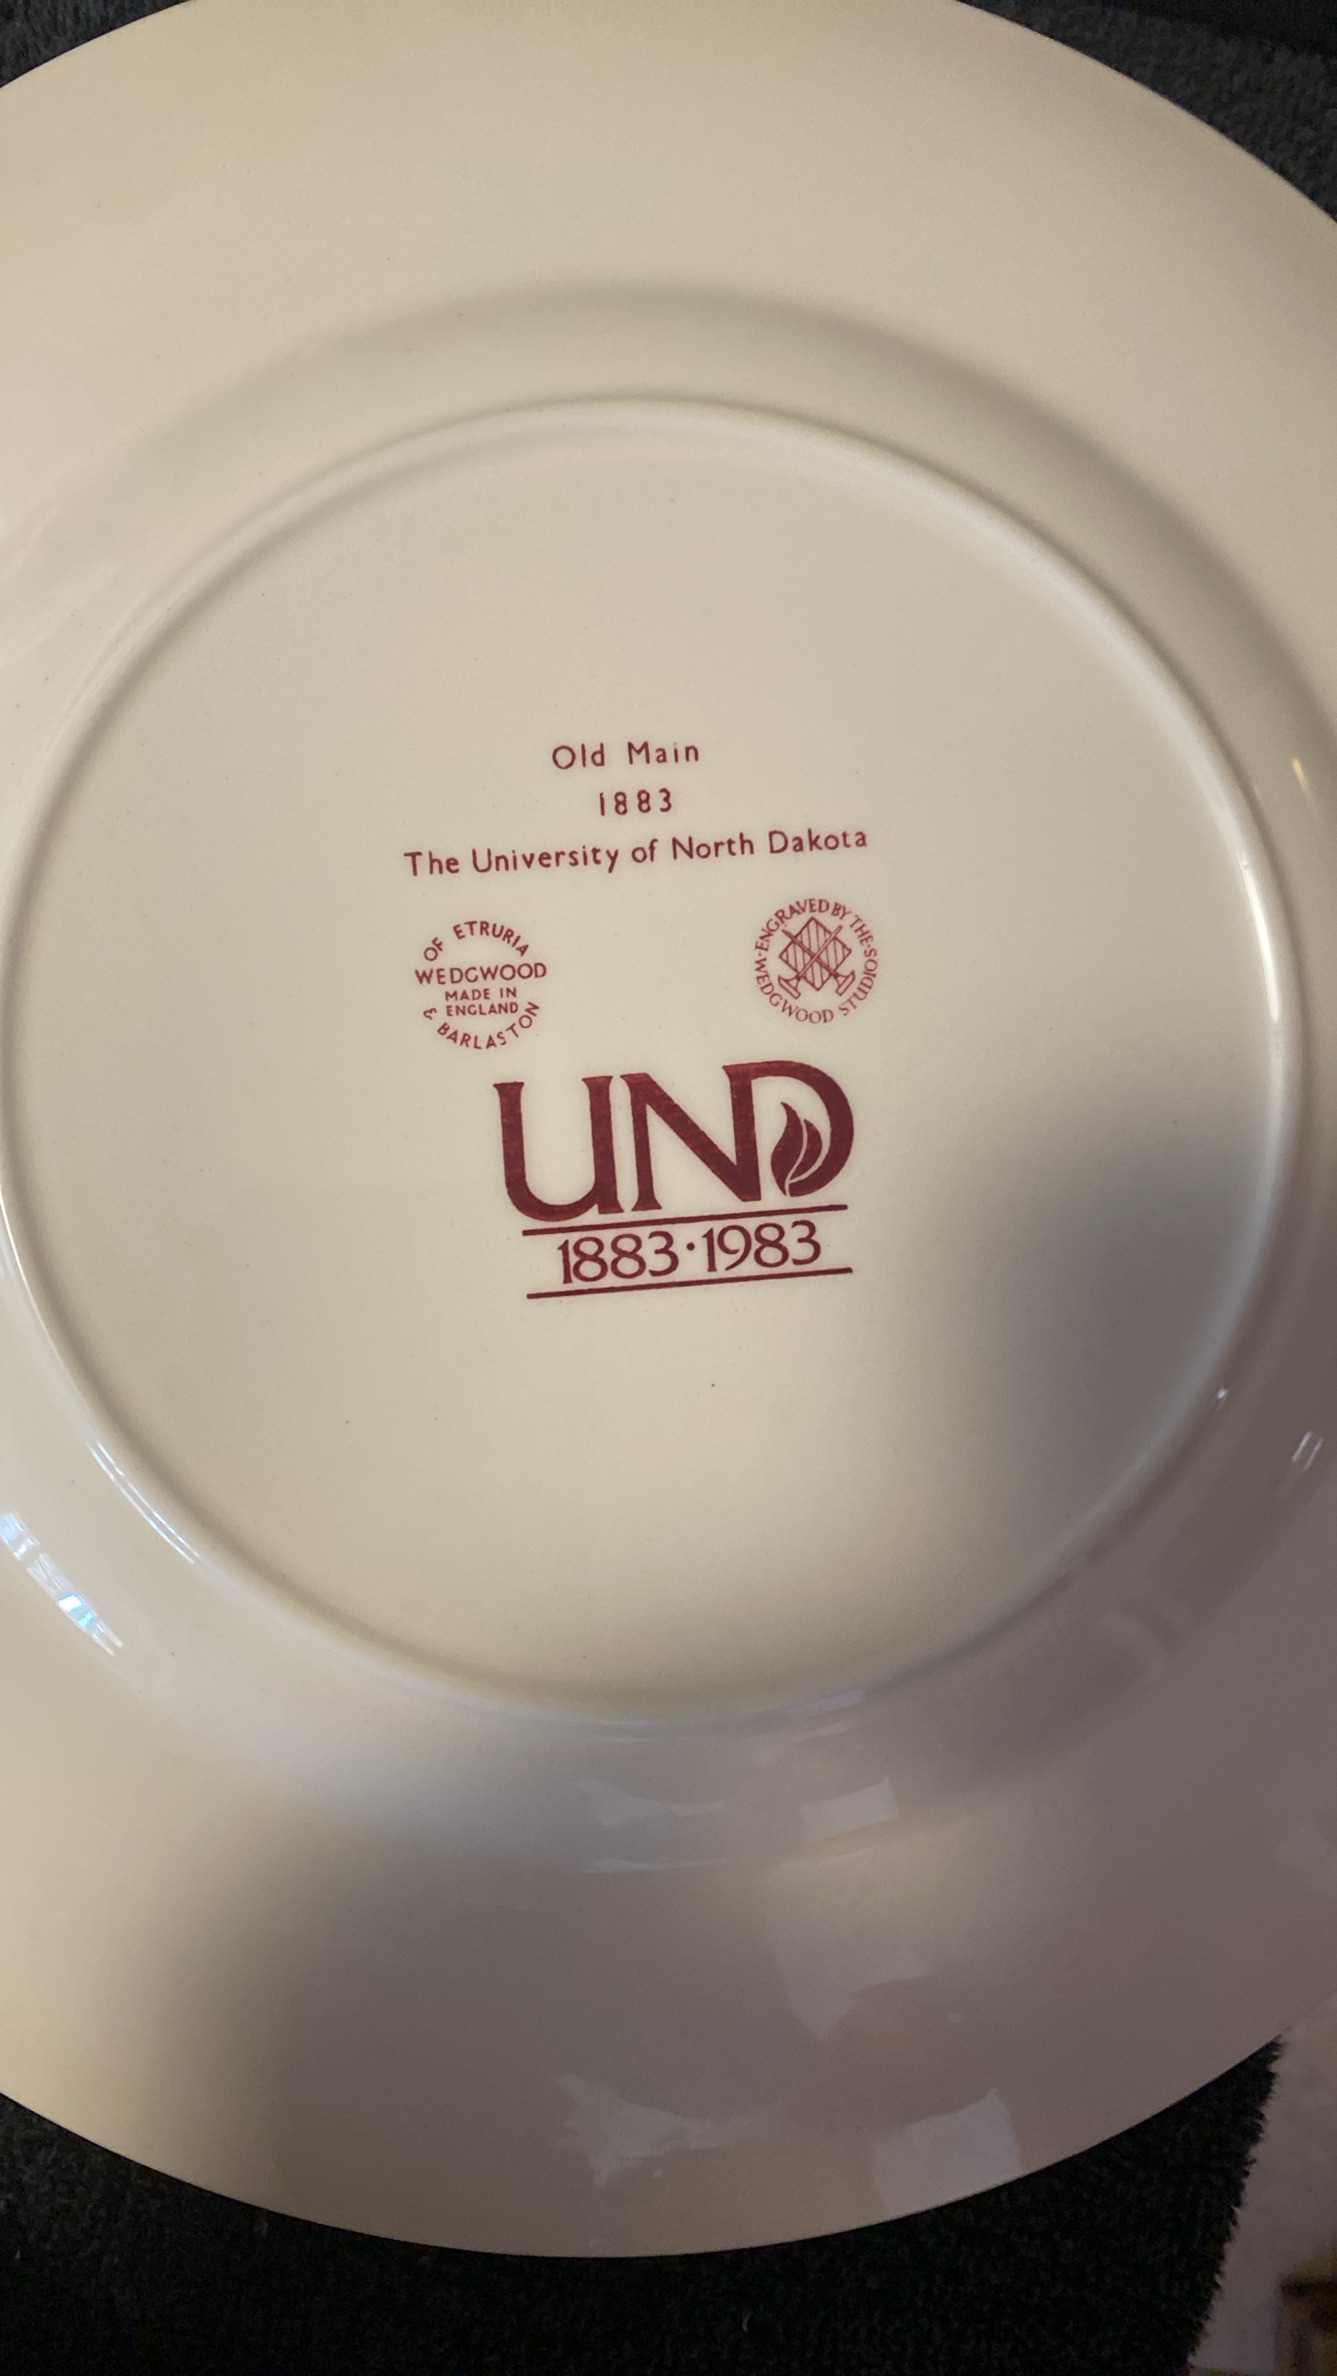 Old Main
1883
The University of North Dakota
OF ETRURIA
WEDGWOOD
MADE IN
ENGLAND
& BARLASTON
·ENGRAVED BY THE·
WEDGWOOD STUDIOS
UND
1883·1983